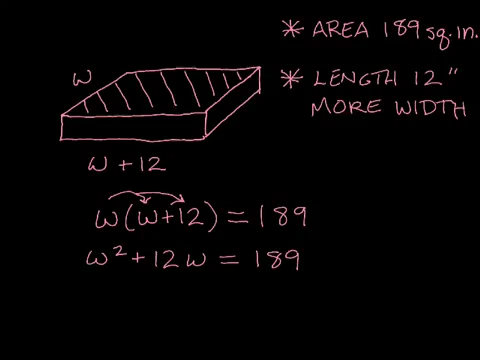 * AREA 189 sq.in.
* LENGTH 12"
MORE WIDTH
w
w + 12
w(w+12) = 189
w² + 12w = 189